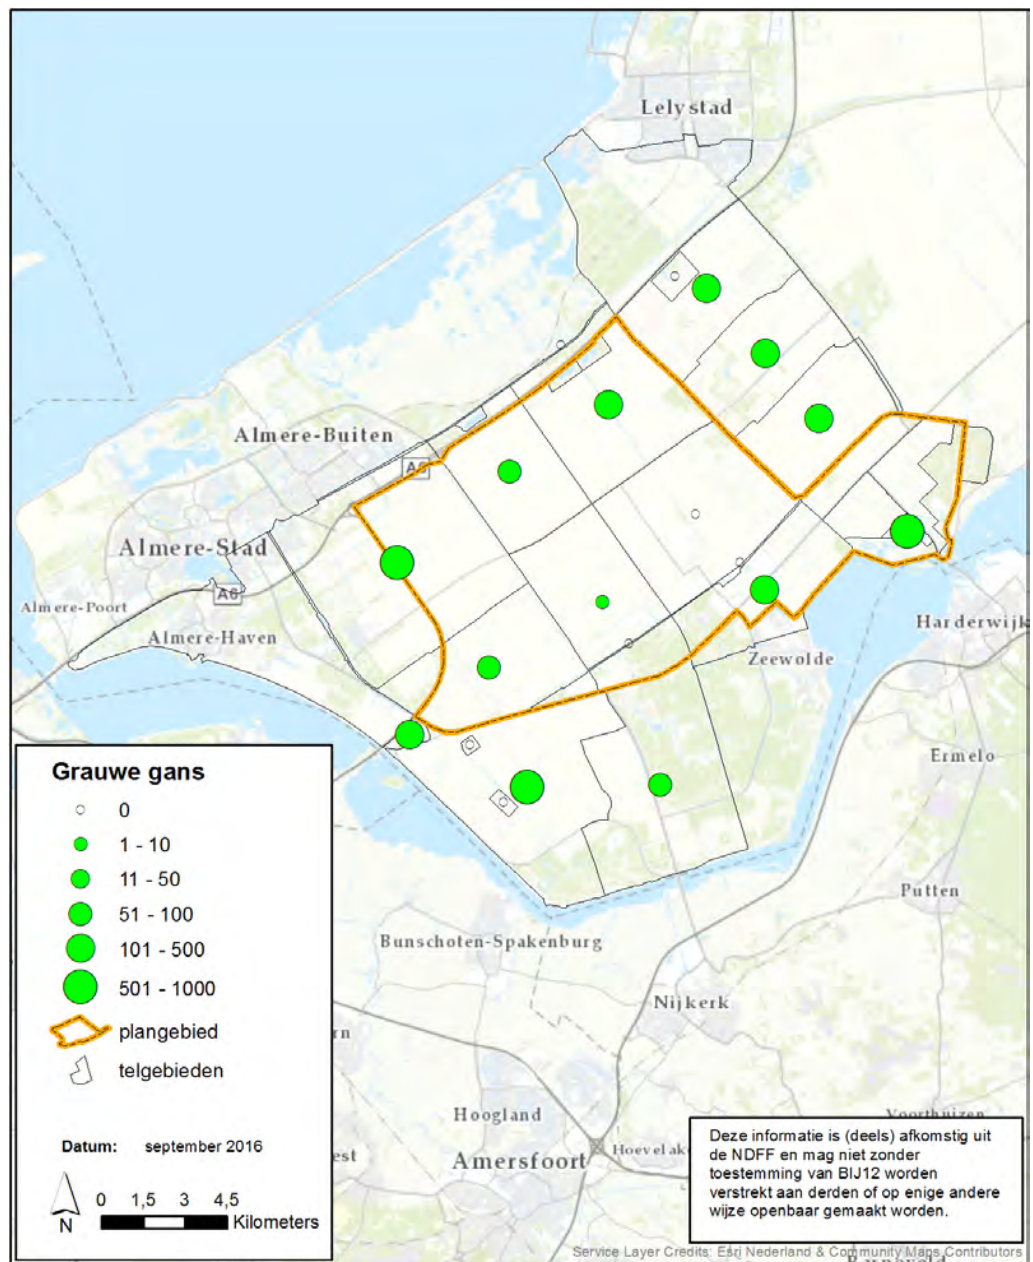 Lelystad
Almere-Buiten
A6
Almere-Stad
A6
Almere-Poort
Almere-Haven
Harderwijk
Zeewolde
Ermelo
Putten
Bunschoten-Spakenburg
Nijkerk
Hoogland
Voorthuizen
Amersfoort
Hoevelake
rn
est
Grauwe gans
0
1 - 10
11 - 50
51 - 100
101 - 500
501 - 1000
plangebied
telgebieden
Datum: september 2016
N
0 1,5 3 4,5
Kilometers
Deze informatie is (deels) afkomstig uit
de NDFF en mag niet zonder
toestemming van BIJ12 worden
verstrekt aan derden of op enige andere
wijze openbaar gemaakt worden.
Service Layer Credits: Esri Nederland & Community Maps Contributors